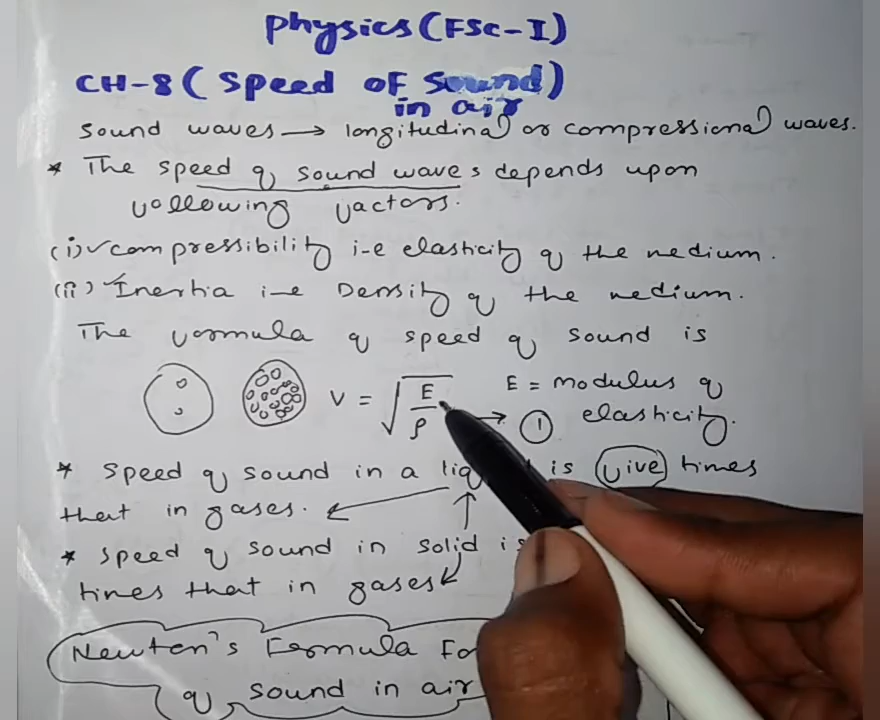 Physics (FSc-I)
CH-8 (Speed of Sound)
in air
Sound waves → longitudinal or compressional waves.
* The speed of sound waves depends upon
following factors.
(i) ✓ compressibility i-e elasticity of the medium.
(ii) ✓ Inertia i-e Density of the medium.
The formula of speed of sound is
V = √(E/ρ) → ① E = modulus of
elasticity.
* Speed of sound in a is five times
that in gases.
* Speed of sound in solid
times that in gases
Newton's Formula
of sound in air